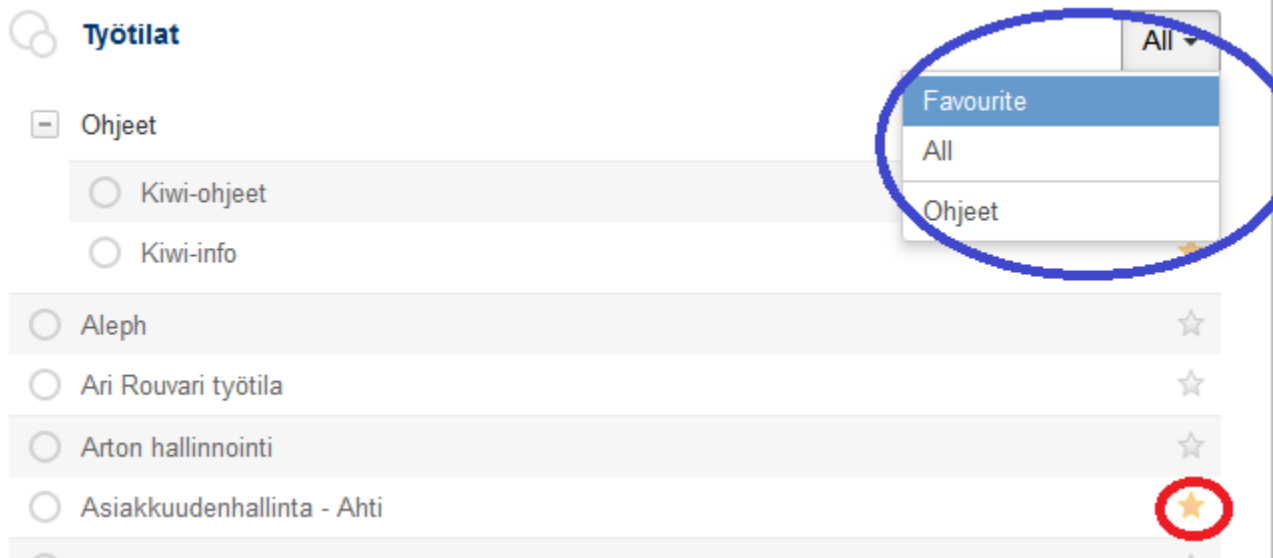 Työtilat
All
Favourite
Ohjeet
All
Kiwi-ohjeet
Ohjeet
Kiwi-info
Aleph
Ari Rouvari työtila
Arton hallinnointi
Asiakkuudenhallinta - Ahti